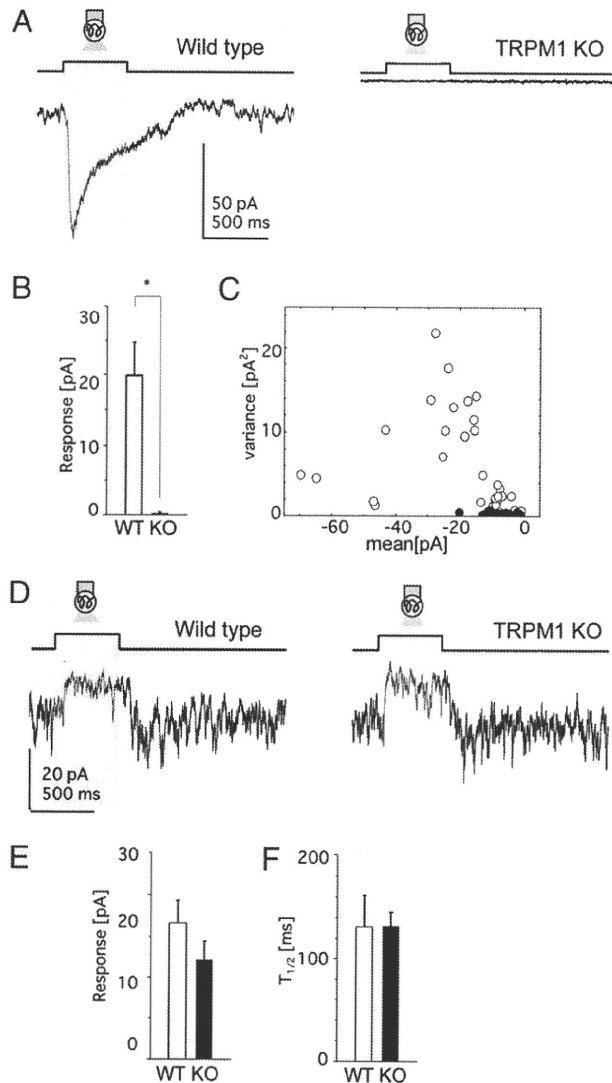 A
Wild type
TRPM1 KO
50 pA
500 ms
B
*
30
20
10
0
Response [pA]
WT KO
C
20
10
0
variance [pA²]
-60
-40
-20
0
mean[pA]
D
Wild type
TRPM1 KO
20 pA
500 ms
E
30
20
10
0
Response [pA]
WT KO
F
200
100
0
T1/2 [ms]
WT KO